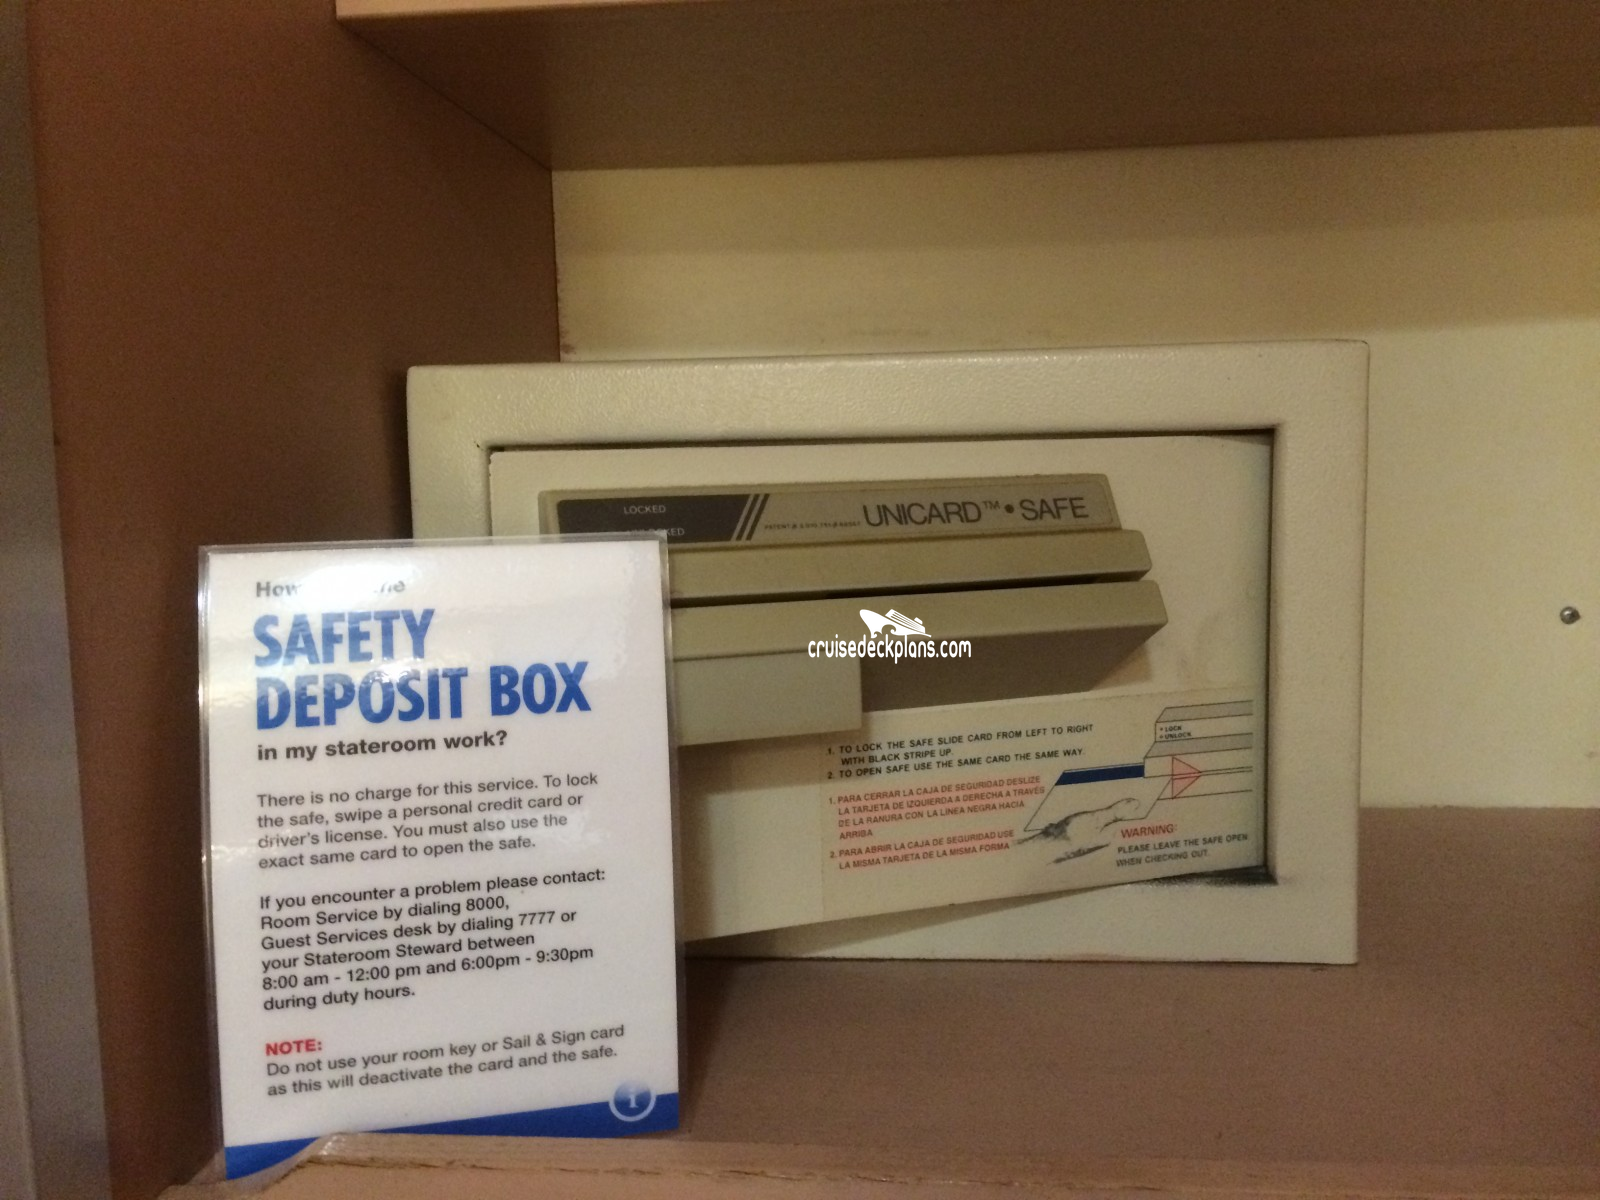 LOCKED
UNICARD™ • SAFE
How
SAFETY
DEPOSIT BOX
in my stateroom work?
There is no charge for this service. To lock
the safe, swipe a personal credit card or
driver's license. You must also use the
exact same card to open the safe.
If you encounter a problem please contact:
Room Service by dialing 8000,
Guest Services desk by dialing 7777 or
your Stateroom Steward between
8:00 am - 12:00 pm and 6:00pm - 9:30pm
during duty hours.
NOTE:
Do not use your room key or Sail & Sign card
as this will deactivate the card and the safe.
i
cruisedeckplans.com
1. TO LOCK THE SAFE SLIDE CARD FROM LEFT TO RIGHT
WITH BLACK STRIPE UP.
2. TO OPEN SAFE USE THE SAME CARD THE SAME WAY.
1. PARA CERRAR LA CAJA DE SEGURIDAD DESLIZE
LA TARJETA DE IZQUIERDA A DERECHA A TRAVÉS
DE LA RANURA CON LA LINEA NEGRA HACIA
ARRIBA
2. PARA ABRIR LA CAJA DE SEGURIDAD USE
LA MISMA TARJETA DE LA MISMA FORMA
• LOCK
• UNLOCK
WARNING:
PLEASE LEAVE THE SAFE OPEN
WHEN CHECKING OUT.